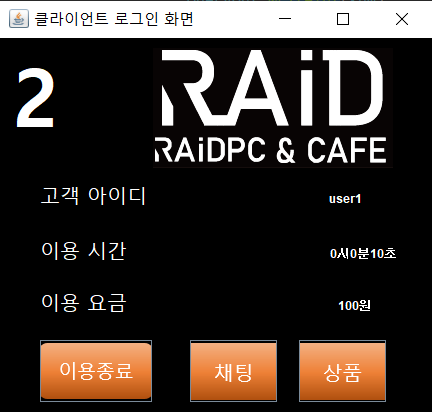 클라이언트 로그인 화면
2
RAiD
RAiDPC & CAFE
고객 아이디 user1
이용 시간 0시0분10초
이용 요금 100원
이용종료 채팅 상품